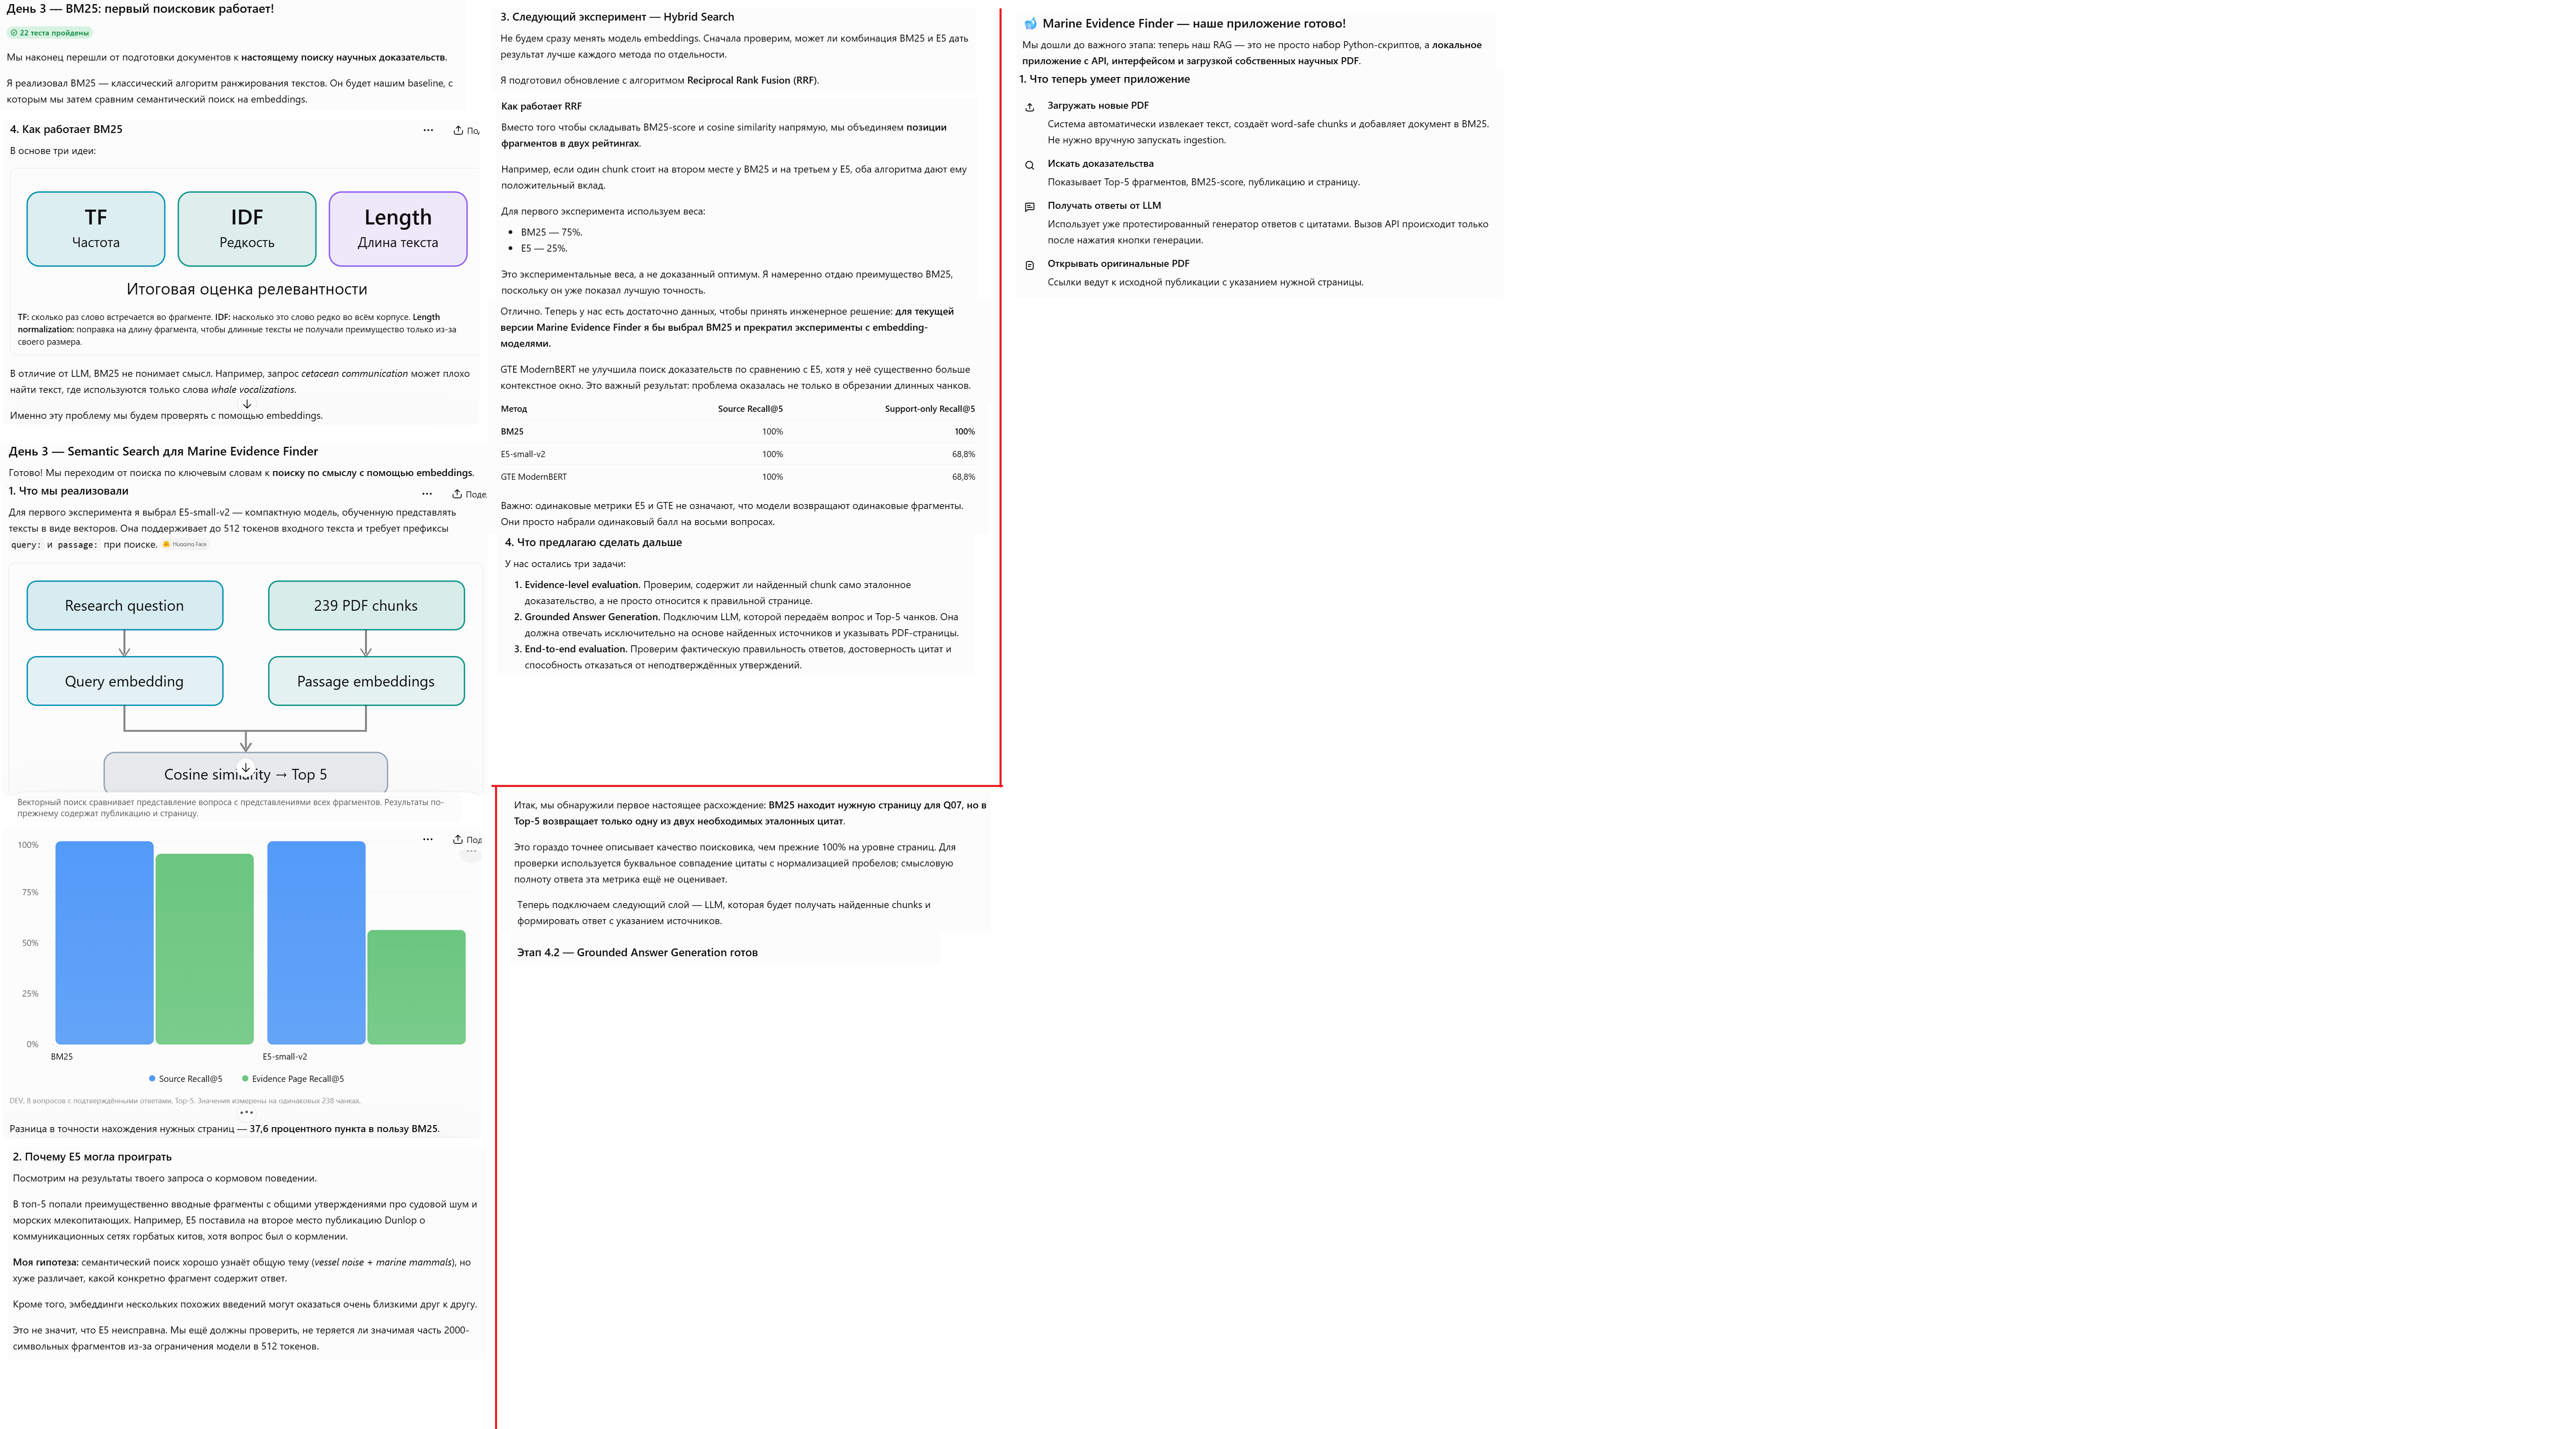 День 3 — BM25: первый поисковик работает!
22 теста пройдены
Мы наконец перешли от подготовки документов к настоящему поиску научных доказательств.
Я реализовал BM25 — классический алгоритм ранжирования текстов. Он будет нашим baseline, с
которым мы затем сравним семантический поиск на embeddings.
4. Как работает BM25
В основе три идеи:
TF
Частота
IDF
Редкость
Length
Длина текста
Итоговая оценка релевантности
TF: сколько раз слово встречается во фрагменте. IDF: насколько это слово редко во всём корпусе. Length
normalization: поправка на длину фрагмента, чтобы длинные тексты не получали преимущество только из-за
своего размера.
В отличие от LLM, BM25 не понимает смысл. Например, запрос cetacean communication может плохо
найти текст, где используются только слова whale vocalizations.
Именно эту проблему мы будем проверять с помощью embeddings.
День 3 — Semantic Search для Marine Evidence Finder
Готово! Мы переходим от поиска по ключевым словам к поиску по смыслу с помощью embeddings.
1. Что мы реализовали
Поде
Для первого эксперимента я выбрал E5-small-v2 — компактную модель, обученную представлять
тексты в виде векторов. Она поддерживает до 512 токенов входного текста и требует префиксы
query: и passage: при поиске. Hugging Face
Research question
239 PDF chunks
Query embedding
Passage embeddings
Cosine similarity → Top 5
Векторный поиск сравнивает представление вопроса с представлениями всех фрагментов. Результаты по-
прежнему содержат публикацию и страницу.
Под
100%
75%
50%
25%
0%
BM25
E5-small-v2
Source Recall@5
Evidence Page Recall@5
DEV, 8 вопросов с подтверждёнными ответами, Top-5. Значения измерены на одинаковых 238 чанках.
Разница в точности нахождения нужных страниц — 37,6 процентного пункта в пользу BM25.
2. Почему E5 могла проиграть
Посмотрим на результаты твоего запроса о кормовом поведении.
В топ-5 попали преимущественно вводные фрагменты с общими утверждениями про судовой шум и
морских млекопитающих. Например, E5 поставила на второе место публикацию Dunlop о
коммуникационных сетях горбатых китов, хотя вопрос был о кормлении.
Моя гипотеза: семантический поиск хорошо узнаёт общую тему (vessel noise + marine mammals), но
хуже различает, какой конкретно фрагмент содержит ответ.
Кроме того, эмбеддинги нескольких похожих введений могут оказаться очень близкими друг к другу.
Это не значит, что E5 неисправна. Мы ещё должны проверить, не теряется ли значимая часть 2000-
символьных фрагментов из-за ограничения модели в 512 токенов.
3. Следующий эксперимент — Hybrid Search
Не будем сразу менять модель embeddings. Сначала проверим, может ли комбинация BM25 и E5 дать
результат лучше каждого метода по отдельности.
Я подготовил обновление с алгоритмом Reciprocal Rank Fusion (RRF).
Как работает RRF
Вместо того чтобы складывать BM25-score и cosine similarity напрямую, мы объединяем позиции
фрагментов в двух рейтингах.
Например, если один chunk стоит на втором месте у BM25 и на третьем у E5, оба алгоритма дают ему
положительный вклад.
Для первого эксперимента используем веса:
• BM25 — 75%.
• E5 — 25%.
Это экспериментальные веса, а не доказанный оптимум. Я намеренно отдаю преимущество BM25,
поскольку он уже показал лучшую точность.
Отлично. Теперь у нас есть достаточно данных, чтобы принять инженерное решение: для текущей
версии Marine Evidence Finder я бы выбрал BM25 и прекратил эксперименты с embedding-
моделями.
GTE ModernBERT не улучшила поиск доказательств по сравнению с E5, хотя у неё существенно больше
контекстное окно. Это важный результат: проблема оказалась не только в обрезании длинных чанков.
Метод Source Recall@5 Support-only Recall@5
BM25 100% 100%
E5-small-v2 100% 68,8%
GTE ModernBERT 100% 68,8%
Важно: одинаковые метрики E5 и GTE не означают, что модели возвращают одинаковые фрагменты.
Они просто набрали одинаковый балл на восьми вопросах.
4. Что предлагаю сделать дальше
У нас остались три задачи:
1. Evidence-level evaluation. Проверим, содержит ли найденный chunk само эталонное
доказательство, а не просто относится к правильной странице.
2. Grounded Answer Generation. Подключим LLM, которой передаём вопрос и Top-5 чанков. Она
должна отвечать исключительно на основе найденных источников и указывать PDF-страницы.
3. End-to-end evaluation. Проверим фактическую правильность ответов, достоверность цитат и
способность отказаться от неподтверждённых утверждений.
Итак, мы обнаружили первое настоящее расхождение: BM25 находит нужную страницу для Q07, но в
Top-5 возвращает только одну из двух необходимых эталонных цитат.
Это гораздо точнее описывает качество поисковика, чем прежние 100% на уровне страниц. Для
проверки используется буквальное совпадение цитаты с нормализацией пробелов; смысловую
полноту ответа эта метрика ещё не оценивает.
Теперь подключаем следующий слой — LLM, которая будет получать найденные chunks и
формировать ответ с указанием источников.
Этап 4.2 — Grounded Answer Generation готов
Marine Evidence Finder — наше приложение готово!
Мы дошли до важного этапа: теперь наш RAG — это не просто набор Python-скриптов, а локальное
приложение с API, интерфейсом и загрузкой собственных научных PDF.
1. Что теперь умеет приложение
Загружать новые PDF
Система автоматически извлекает текст, создаёт word-safe chunks и добавляет документ в BM25.
Не нужно вручную запускать ingestion.
Искать доказательства
Показывает Top-5 фрагментов, BM25-score, публикацию и страницу.
Получать ответы от LLM
Использует уже протестированный генератор ответов с цитатами. Вызов API происходит только
после нажатия кнопки генерации.
Открывать оригинальные PDF
Ссылки ведут к исходной публикации с указанием нужной страницы.